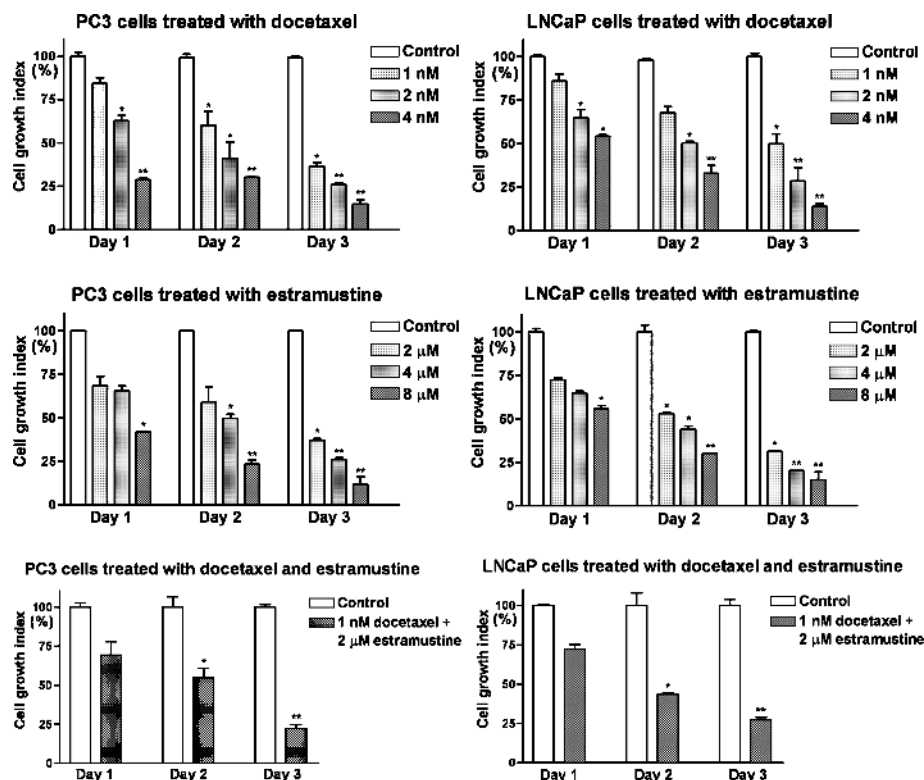 PC3 cells treated with docetaxel
Cell growth index
(%)
100
75
50
25
0
Control
1 nM
2 nM
4 nM
*
**
*
*
**
*
**
**
Day 1
Day 2
Day 3
LNCaP cells treated with docetaxel
Cell growth index
(%)
100
75
50
25
0
Control
1 nM
2 nM
4 nM
*
*
*
**
*
**
**
Day 1
Day 2
Day 3
PC3 cells treated with estramustine
Cell growth index
(%)
100
75
50
25
0
Control
2 μM
4 μM
8 μM
*
*
**
*
**
**
Day 1
Day 2
Day 3
LNCaP cells treated with estramustine
Cell growth index
(%)
100
75
50
25
0
Control
2 μM
4 μM
8 μM
*
*
*
**
*
**
**
Day 1
Day 2
Day 3
PC3 cells treated with docetaxel and estramustine
Cell growth index
(%)
100
75
50
25
0
Control
1 nM docetaxel +
2 μM estramustine
*
**
Day 1
Day 2
Day 3
LNCaP cells treated with docetaxel and estramustine
Cell growth index
(%)
100
75
50
25
0
Control
1 nM docetaxel +
2 μM estramustine
*
**
Day 1
Day 2
Day 3